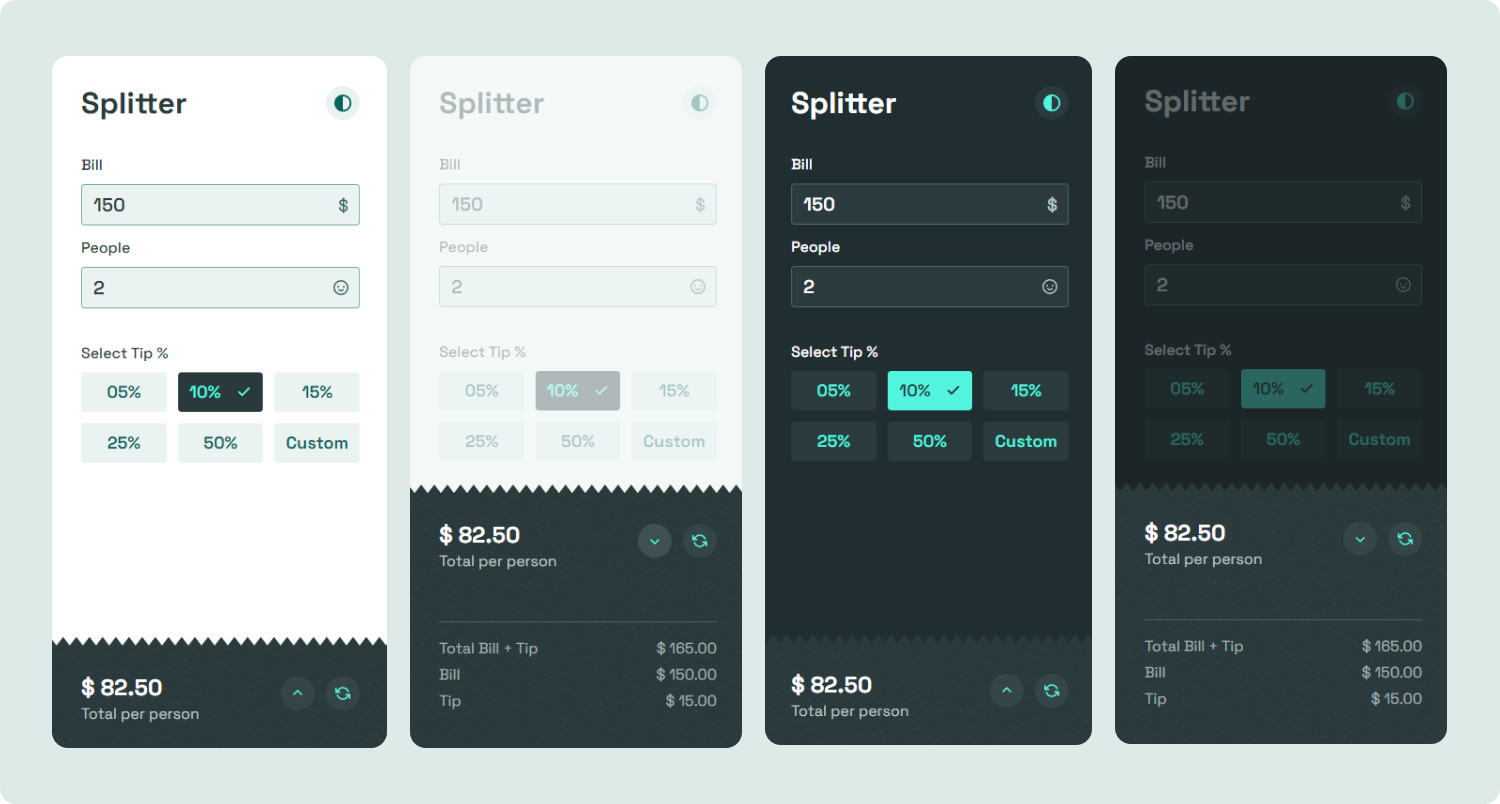 Splitter
Bill
150 $
People
2
Select Tip %
05% 10% 15%
25% 50% Custom
$ 82.50
Total per person
Splitter
Bill
150 $
People
2
Select Tip %
05% 10% 15%
25% 50% Custom
$ 82.50
Total per person
Total Bill + Tip $ 165.00
Bill $ 150.00
Tip $ 15.00
Splitter
Bill
150 $
People
2
Select Tip %
05% 10% 15%
25% 50% Custom
$ 82.50
Total per person
Splitter
Bill
150 $
People
2
Select Tip %
05% 10% 15%
25% 50% Custom
$ 82.50
Total per person
Total Bill + Tip $ 165.00
Bill $ 150.00
Tip $ 15.00